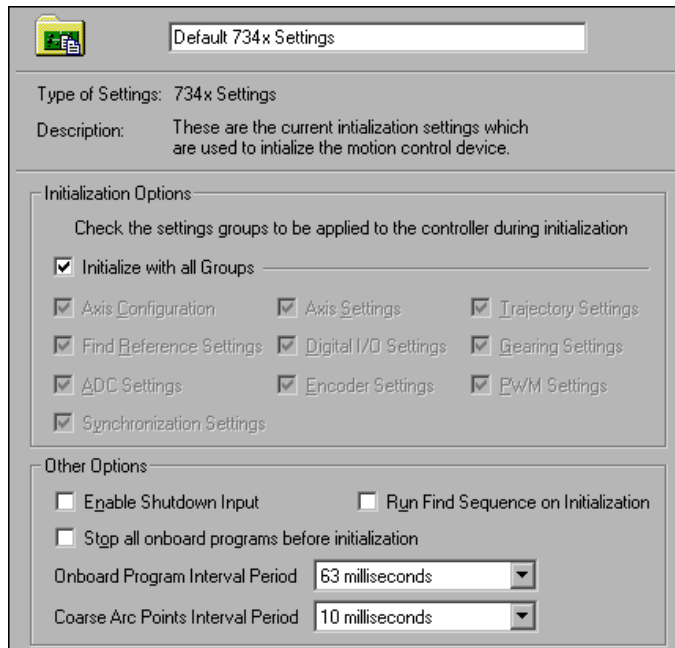 Default 734x Settings
Type of Settings: 734x Settings
Description: These are the current intialization settings which
are used to intialize the motion control device.
Initialization Options
Check the settings groups to be applied to the controller during initialization
Initialize with all Groups
Axis Configuration Axis Settings Trajectory Settings
Find Reference Settings Digital I/O Settings Gearing Settings
ADC Settings Encoder Settings PWM Settings
Synchronization Settings
Other Options
Enable Shutdown Input Run Find Sequence on Initialization
Stop all onboard programs before initialization
Onboard Program Interval Period 63 milliseconds
Coarse Arc Points Interval Period 10 milliseconds